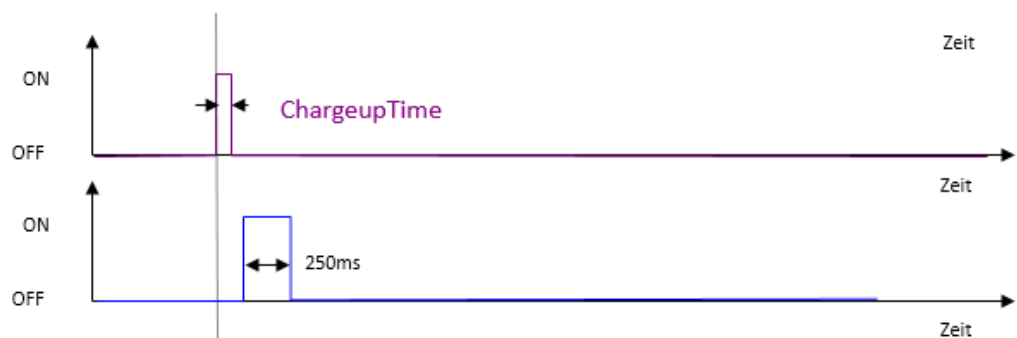 Zeit
ON
ChargeupTime
OFF
Zeit
ON
250ms
OFF
Zeit